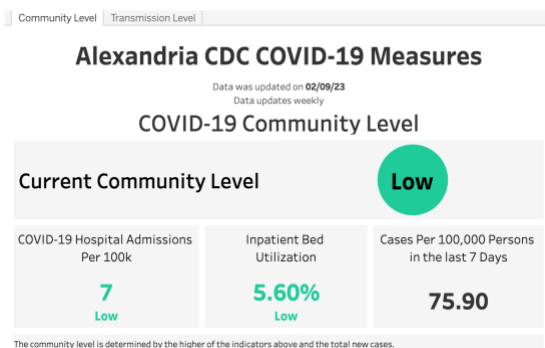 Community Level Transmission Level
Alexandria CDC COVID-19 Measures
Data was updated on 02/09/23
Data updates weekly
COVID-19 Community Level
Current Community Level Low
COVID-19 Hospital Admissions
Per 100k
7
Low
Inpatient Bed
Utilization
5.60%
Low
Cases Per 100,000 Persons
in the last 7 Days
75.90
The community level is determined by the higher of the indicators above and the total new cases.